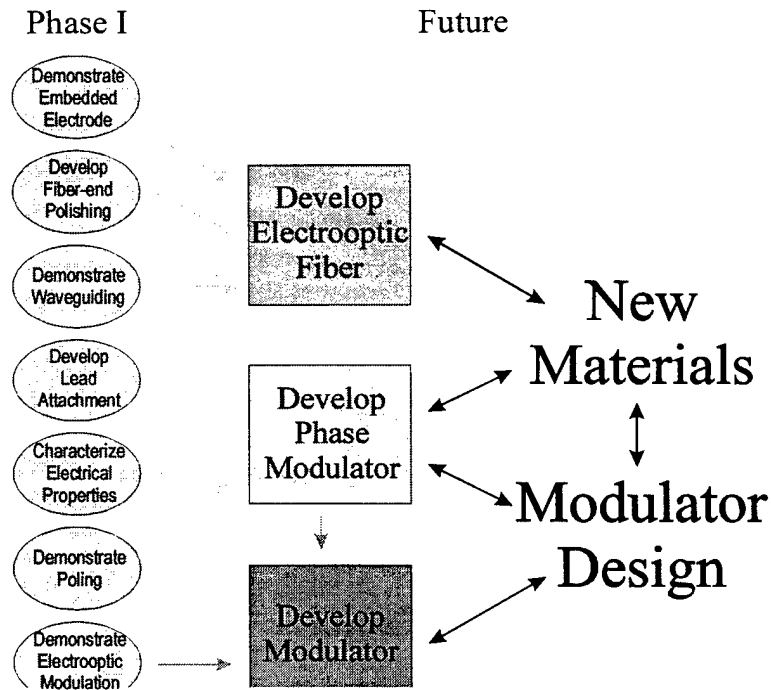 Phase I
Future
Demonstrate
Embedded
Electrode
Develop
Fiber-end
Polishing
Demonstrate
Waveguiding
Develop
Lead
Attachment
Characterize
Electrical
Properties
Demonstrate
Poling
Demonstrate
Electrooptic
Modulation
Develop
Electrooptic
Fiber
Develop
Phase
Modulator
Develop
Modulator
New
Materials
Modulator
Design